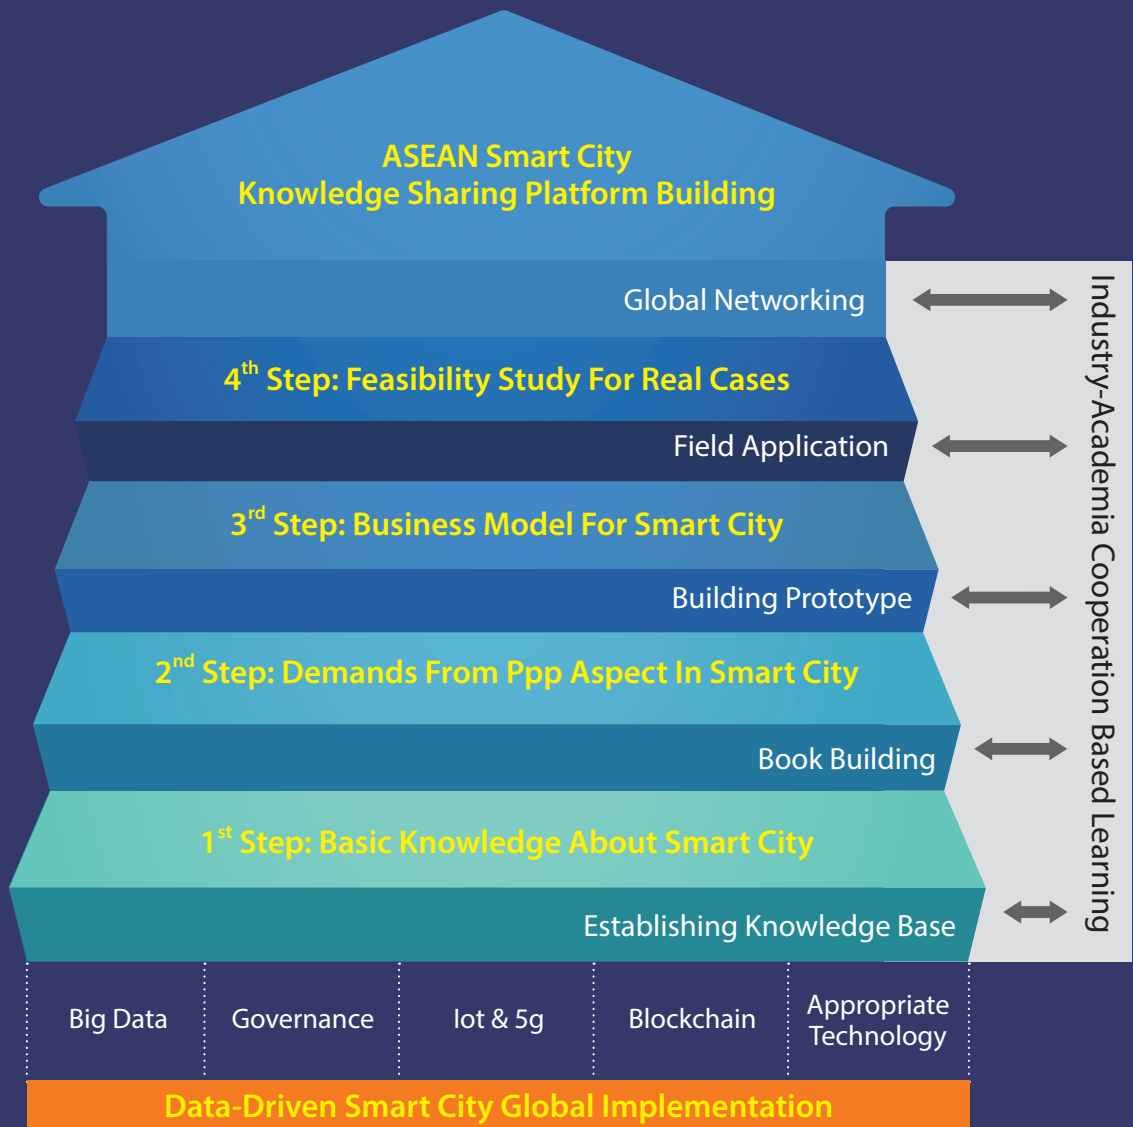 ASEAN Smart City
Knowledge Sharing Platform Building
Global Networking
4th Step: Feasibility Study For Real Cases
Field Application
3rd Step: Business Model For Smart City
Building Prototype
2nd Step: Demands From Ppp Aspect In Smart City
Book Building
1st Step: Basic Knowledge About Smart City
Establishing Knowledge Base
Industry-Academia Cooperation Based Learning
Big Data
Governance
Iot & 5g
Blockchain
Appropriate
Technology
Data-Driven Smart City Global Implementation